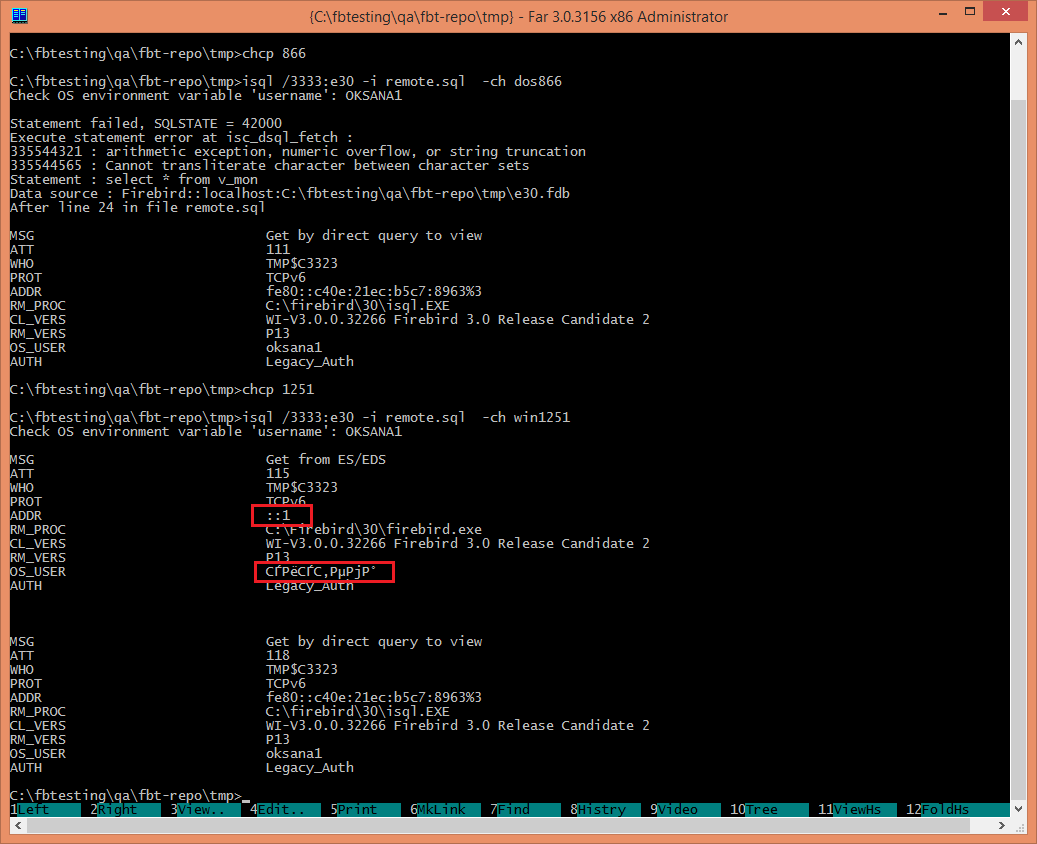 {C:\fbtesting\qa\fbt-repo\tmp} - Far 3.0.3156 x86 Administrator
C:\fbtesting\qa\fbt-repo\tmp>chcp 866
C:\fbtesting\qa\fbt-repo\tmp>isql /3333:e30 -i remote.sql  -ch dos866
Check OS environment variable 'username': OKSANA1
Statement failed, SQLSTATE = 42000
Execute statement error at isc_dsql_fetch :
335544321 : arithmetic exception, numeric overflow, or string truncation
335544565 : Cannot transliterate character between character sets
Statement : select * from v_mon
Data source : Firebird::localhost:C:\fbtesting\qa\fbt-repo\tmp\e30.fdb
After line 24 in file remote.sql
MSG                             Get by direct query to view
ATT                             111
WHO                             TMP$C3323
PROT                            TCPv6
ADDR                            fe80::c40e:21ec:b5c7:8963%3
RM_PROC                         C:\firebird\30\isql.EXE
CL_VERS                         WI-V3.0.0.32266 Firebird 3.0 Release Candidate 2
RM_VERS                         P13
OS_USER                         oksana1
AUTH                            Legacy_Auth
C:\fbtesting\qa\fbt-repo\tmp>chcp 1251
C:\fbtesting\qa\fbt-repo\tmp>isql /3333:e30 -i remote.sql  -ch win1251
Check OS environment variable 'username': OKSANA1
MSG                             Get from ES/EDS
ATT                             115
WHO                             TMP$C3323
PROT                            TCPv6
ADDR                            ::1
RM_PROC                         C:\Firebird\30\firebird.exe
CL_VERS                         WI-V3.0.0.32266 Firebird 3.0 Release Candidate 2
RM_VERS                         P13
OS_USER                         СѓРёСЃС‚РµРјР°
AUTH                            Legacy_Auth
MSG                             Get by direct query to view
ATT                             118
WHO                             TMP$C3323
PROT                            TCPv6
ADDR                            fe80::c40e:21ec:b5c7:8963%3
RM_PROC                         C:\firebird\30\isql.EXE
CL_VERS                         WI-V3.0.0.32266 Firebird 3.0 Release Candidate 2
RM_VERS                         P13
OS_USER                         oksana1
AUTH                            Legacy_Auth
C:\fbtesting\qa\fbt-repo\tmp>_
1Left 2Right 3View.. 4Edit.. 5Print 6MkLink 7Find 8Histry 9Video 10Tree 11ViewHs 12FoldHs